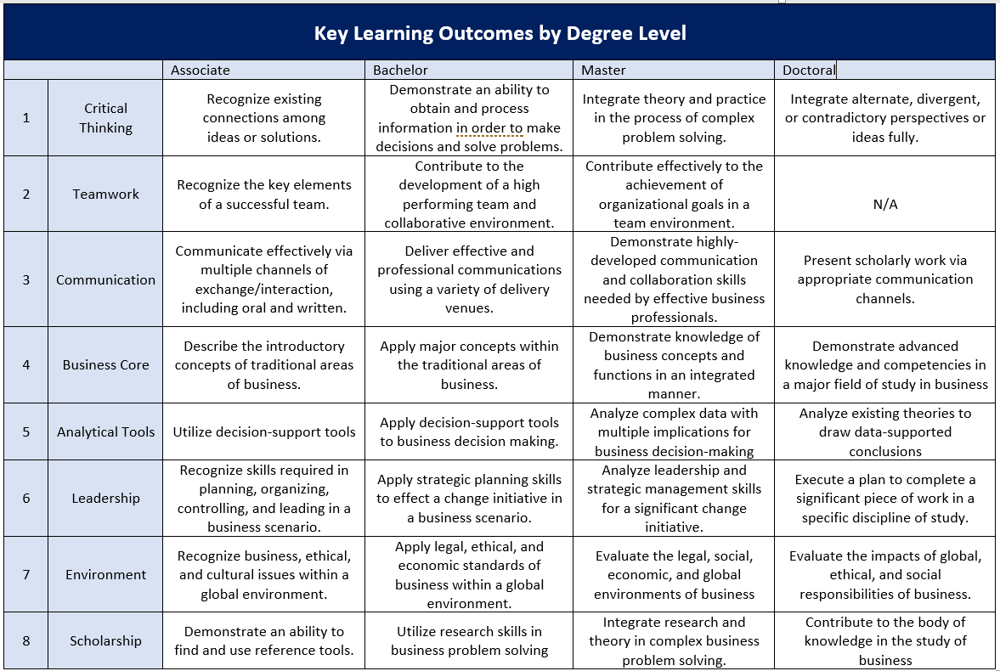 Key Learning Outcomes by Degree Level
Associate
Bachelor
Master
Doctoral
1
Critical
Thinking
Recognize existing
connections among
ideas or solutions.
Demonstrate an ability to
obtain and process
information in order to make
decisions and solve problems.
Integrate theory and practice
in the process of complex
problem solving.
Integrate alternate, divergent,
or contradictory perspectives or
ideas fully.
2
Teamwork
Recognize the key elements
of a successful team.
Contribute to the
development of a high
performing team and
collaborative environment.
Contribute effectively to the
achievement of
organizational goals in a
team environment.
N/A
3
Communication
Communicate effectively via
multiple channels of
exchange/interaction,
including oral and written.
Deliver effective and
professional communications
using a variety of delivery
venues.
Demonstrate highly-
developed communication
and collaboration skills
needed by effective business
professionals.
Present scholarly work via
appropriate communication
channels.
4
Business Core
Describe the introductory
concepts of traditional areas
of business.
Apply major concepts within
the traditional areas of
business.
Demonstrate knowledge of
business concepts and
functions in an integrated
manner.
Demonstrate advanced
knowledge and competencies in
a major field of study in business
5
Analytical Tools
Utilize decision-support tools
Apply decision-support tools
to business decision making.
Analyze complex data with
multiple implications for
business decision-making
Analyze existing theories to
draw data-supported
conclusions
6
Leadership
Recognize skills required in
planning, organizing,
controlling, and leading in a
business scenario.
Apply strategic planning skills
to effect a change initiative in
a business scenario.
Analyze leadership and
strategic management skills
for a significant change
initiative.
Execute a plan to complete a
significant piece of work in a
specific discipline of study.
7
Environment
Recognize business, ethical,
and cultural issues within a
global environment.
Apply legal, ethical, and
economic standards of
business within a global
environment.
Evaluate the legal, social,
economic, and global
environments of business
Evaluate the impacts of global,
ethical, and social
responsibilities of business.
8
Scholarship
Demonstrate an ability to
find and use reference tools.
Utilize research skills in
business problem solving
Integrate research and
theory in complex business
problem solving.
Contribute to the body of
knowledge in the study of
business